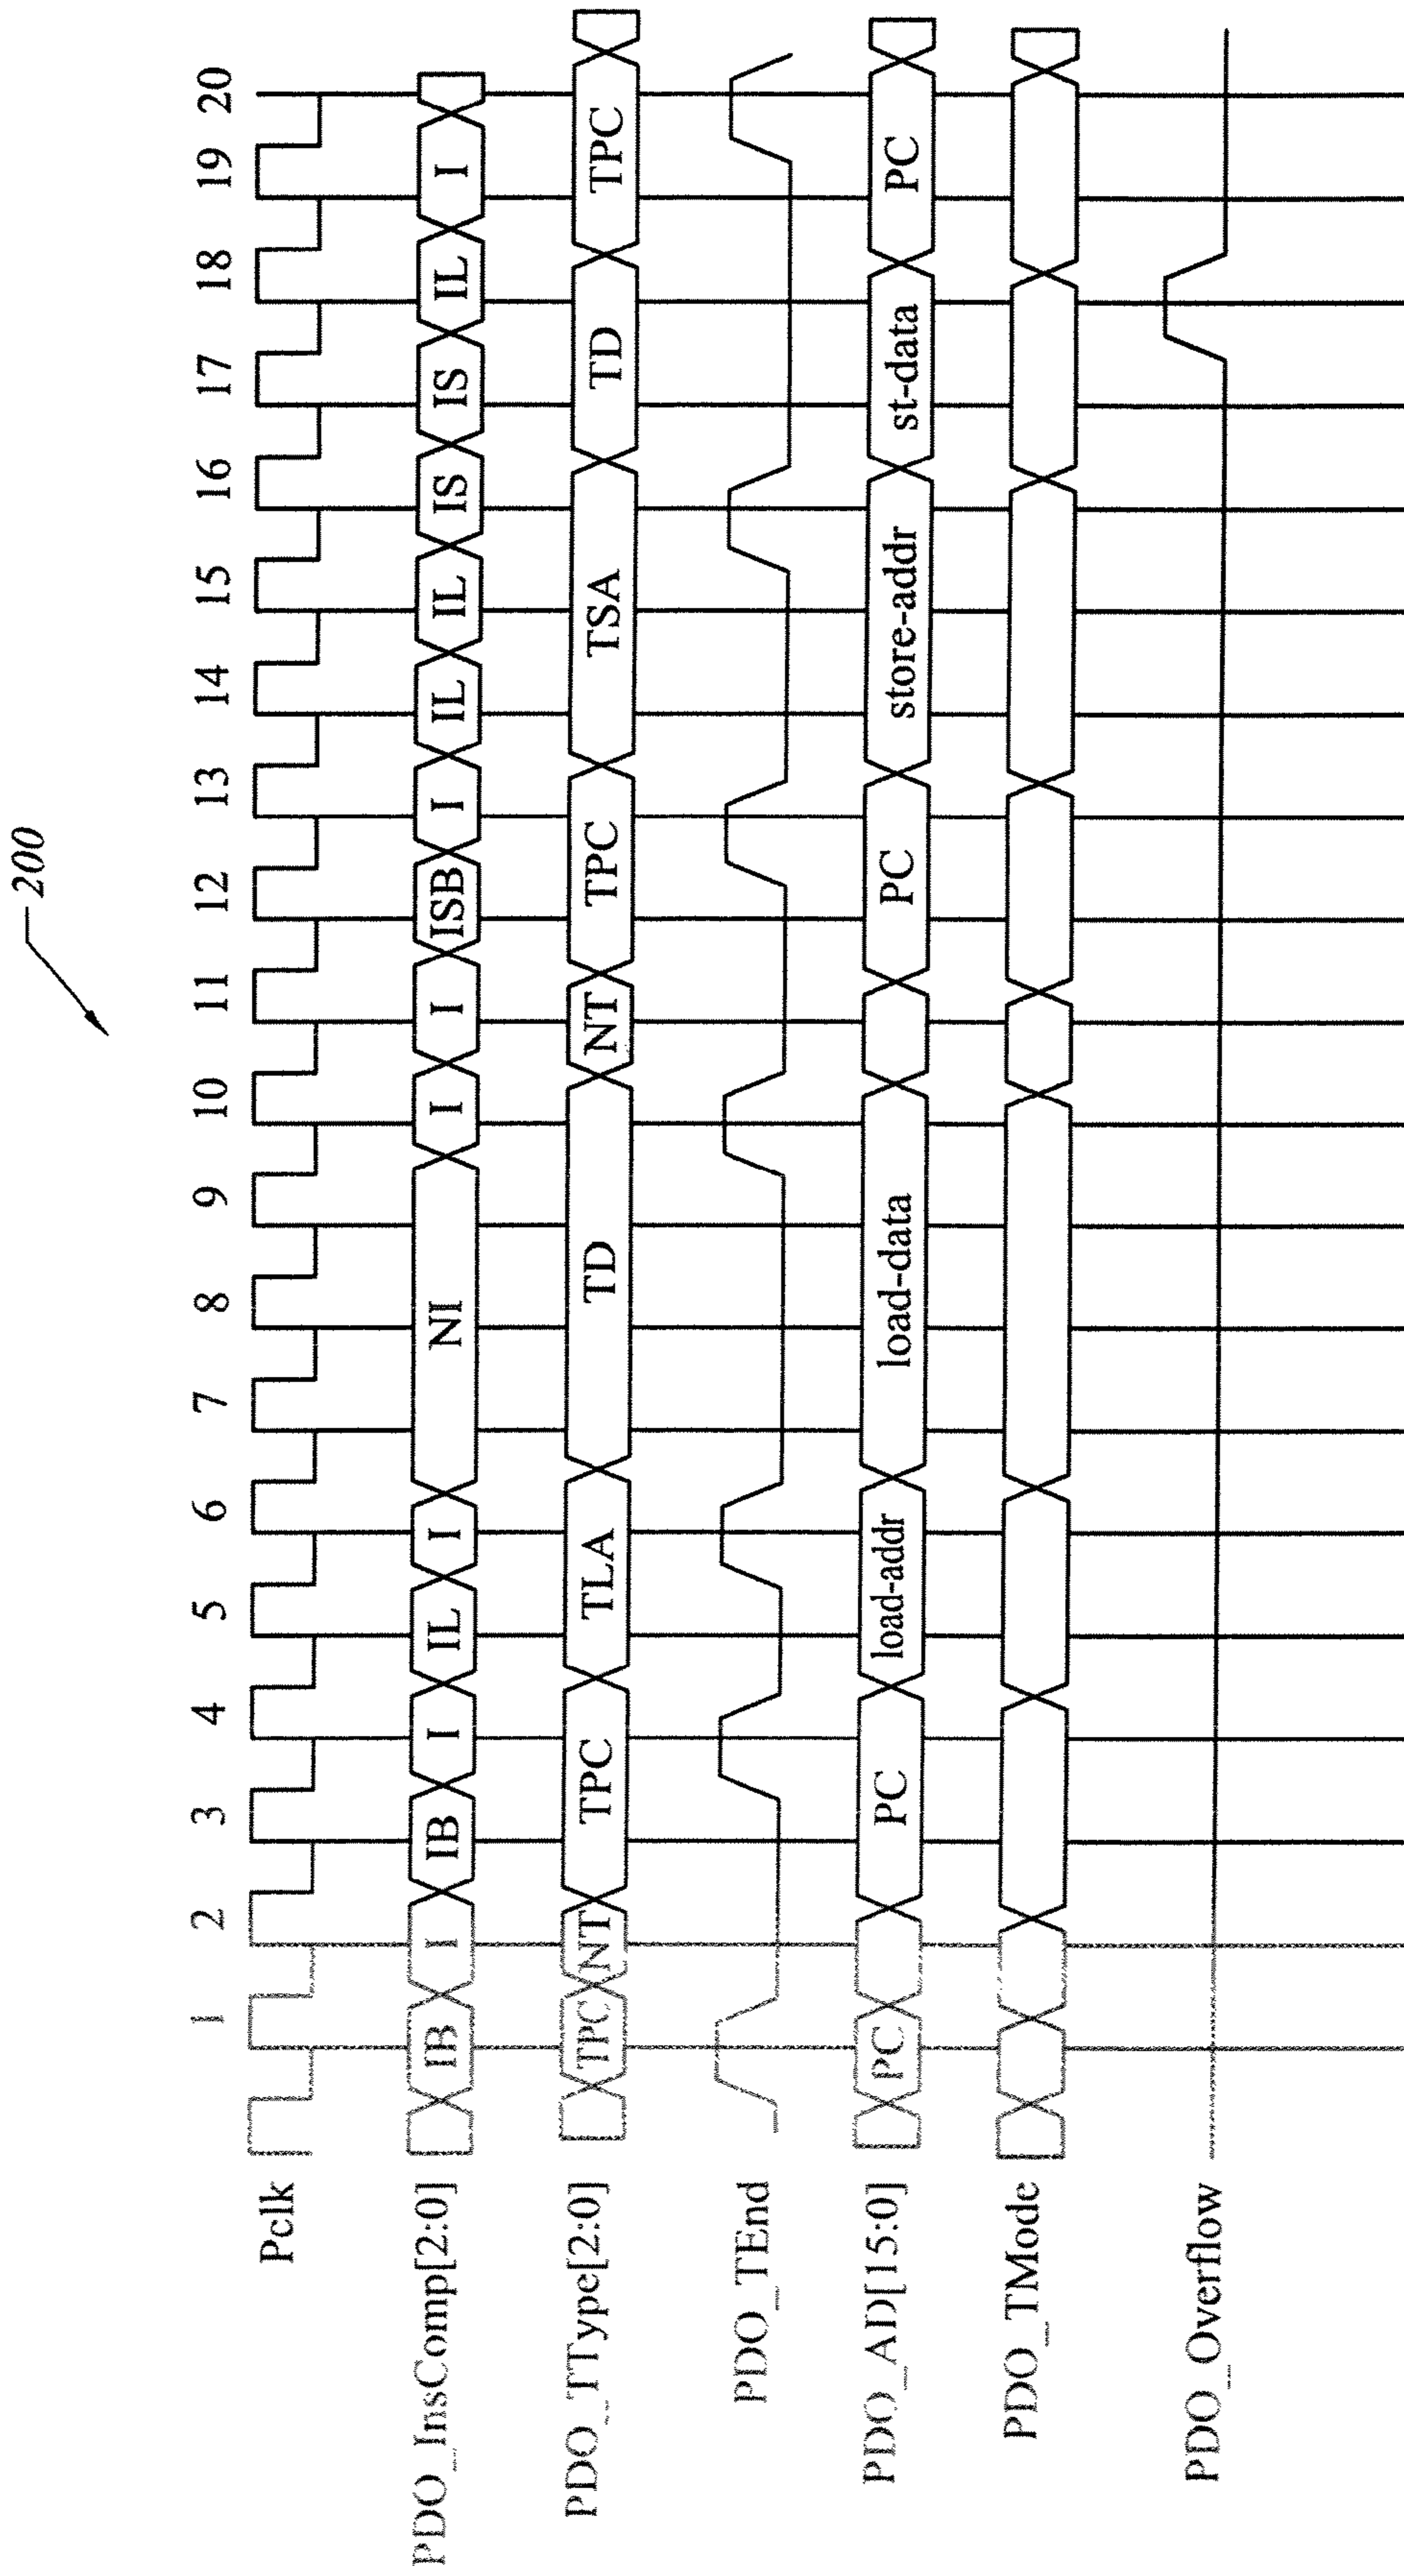 200
1 2 3 4 5 6 7 8 9 10 11 12 13 14 15 16 17 18 19 20
Pclk
PDO_InsComp[2:0] IB I IB I IL I NI I I ISB I IL IL IS IS IL I
PDO_TType[2:0] TPC NT TPC TLA TD NT TPC TSA TD TPC
PDO_TEnd
PDO_AD[15:0] PC PC load-addr load-data PC store-addr st-data PC
PDO_TMode
PDO_Overflow